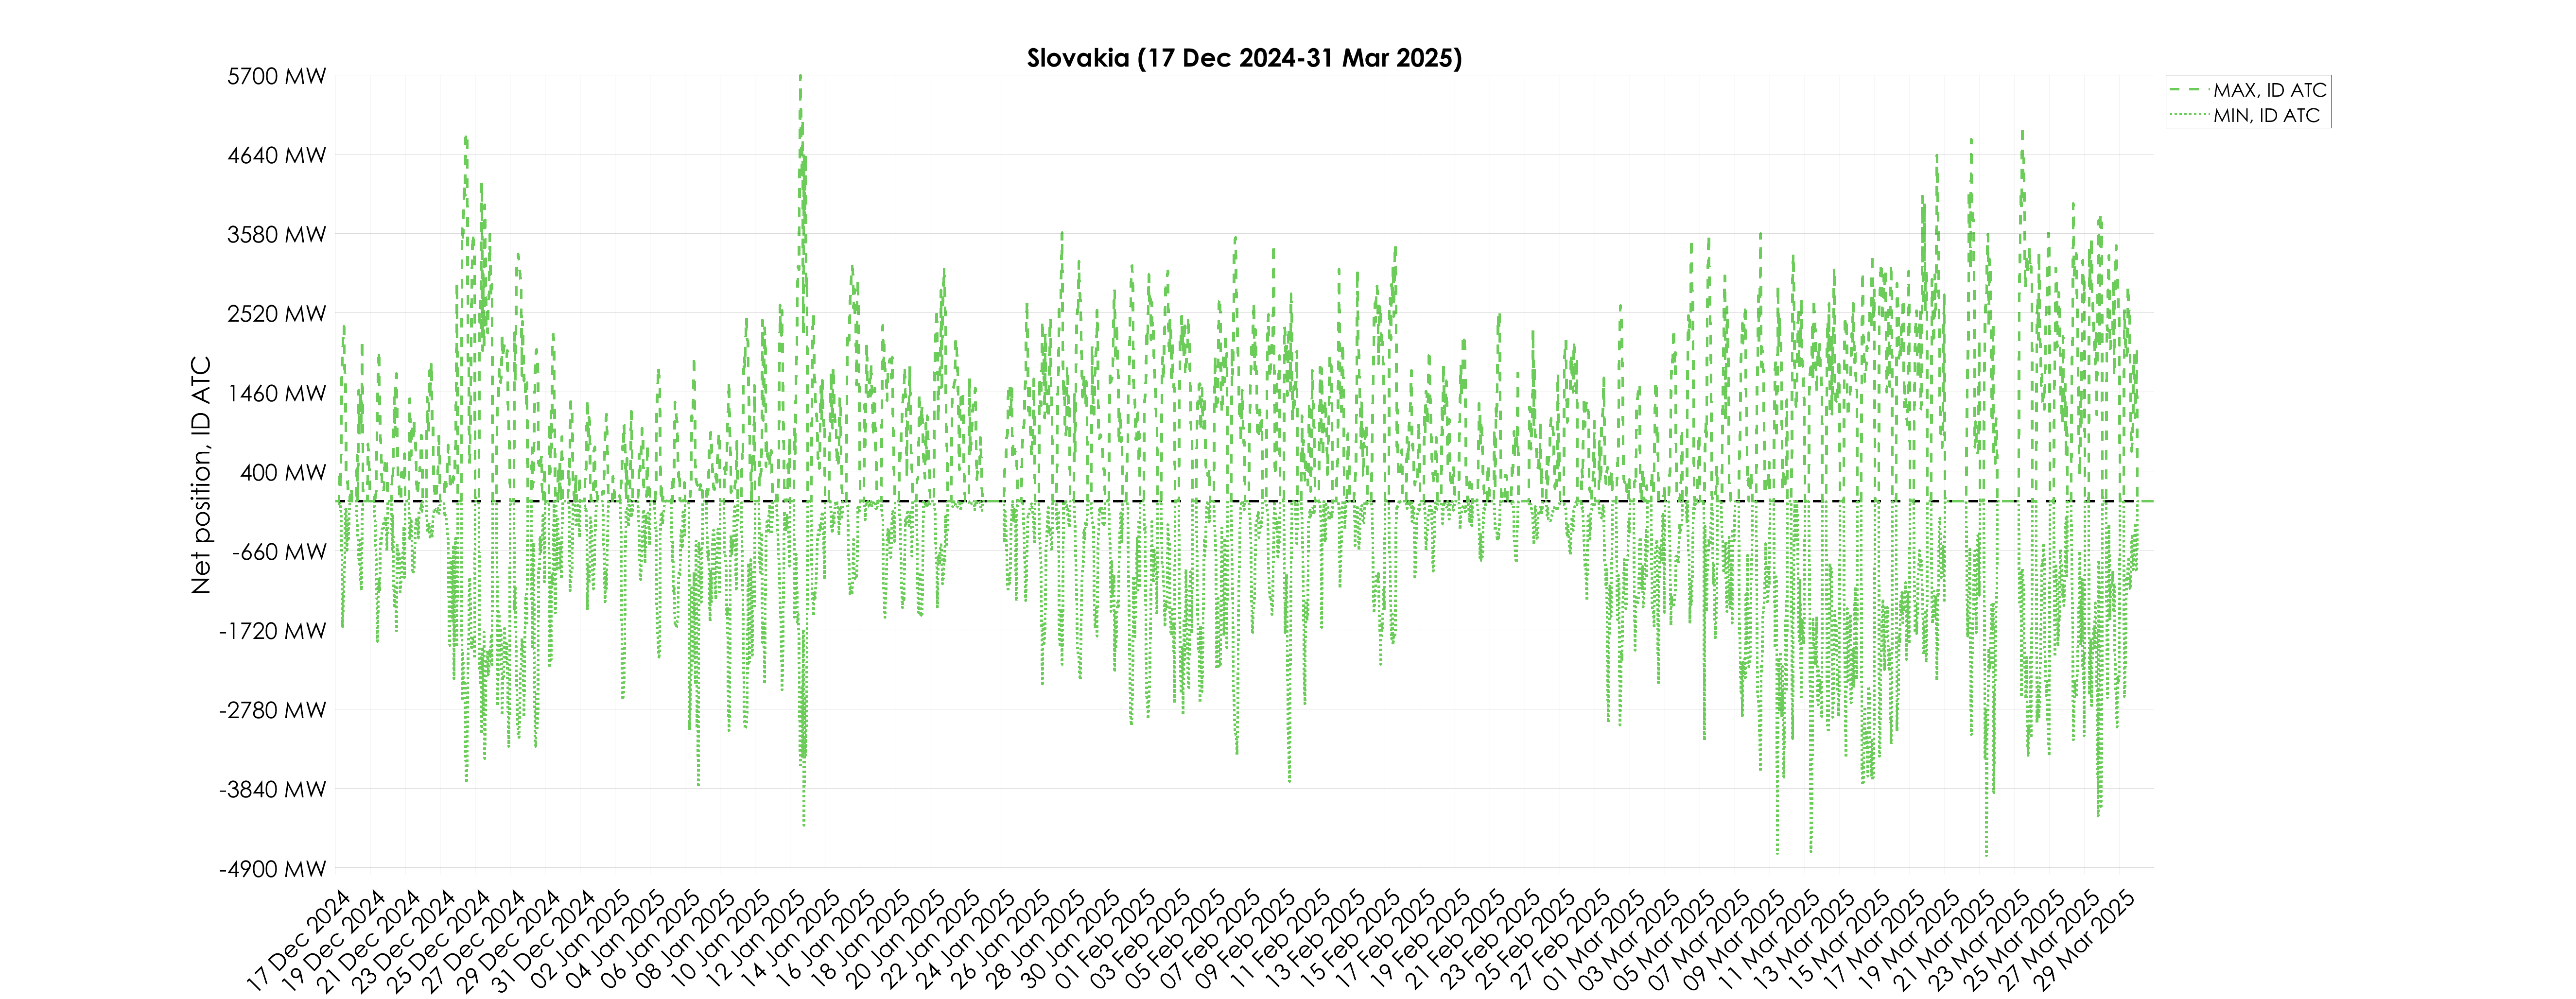 Slovakia (17 Dec 2024-31 Mar 2025)
5700 MW
4640 MW
3580 MW
2520 MW
1460 MW
400 MW
-660 MW
-1720 MW
-2780 MW
-3840 MW
-4900 MW
Net position, ID ATC
MAX, ID ATC
MIN, ID ATC
17 Dec 2024
19 Dec 2024
21 Dec 2024
23 Dec 2024
25 Dec 2024
27 Dec 2024
29 Dec 2024
31 Dec 2024
02 Jan 2025
04 Jan 2025
06 Jan 2025
08 Jan 2025
10 Jan 2025
12 Jan 2025
14 Jan 2025
16 Jan 2025
18 Jan 2025
20 Jan 2025
22 Jan 2025
24 Jan 2025
26 Jan 2025
28 Jan 2025
30 Jan 2025
01 Feb 2025
03 Feb 2025
05 Feb 2025
07 Feb 2025
09 Feb 2025
11 Feb 2025
13 Feb 2025
15 Feb 2025
17 Feb 2025
19 Feb 2025
21 Feb 2025
23 Feb 2025
25 Feb 2025
27 Feb 2025
01 Mar 2025
03 Mar 2025
05 Mar 2025
07 Mar 2025
09 Mar 2025
11 Mar 2025
13 Mar 2025
15 Mar 2025
17 Mar 2025
19 Mar 2025
21 Mar 2025
23 Mar 2025
25 Mar 2025
27 Mar 2025
29 Mar 2025